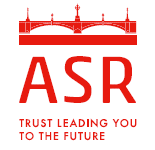 ASR
TRUST LEADING YOU
TO THE FUTURE